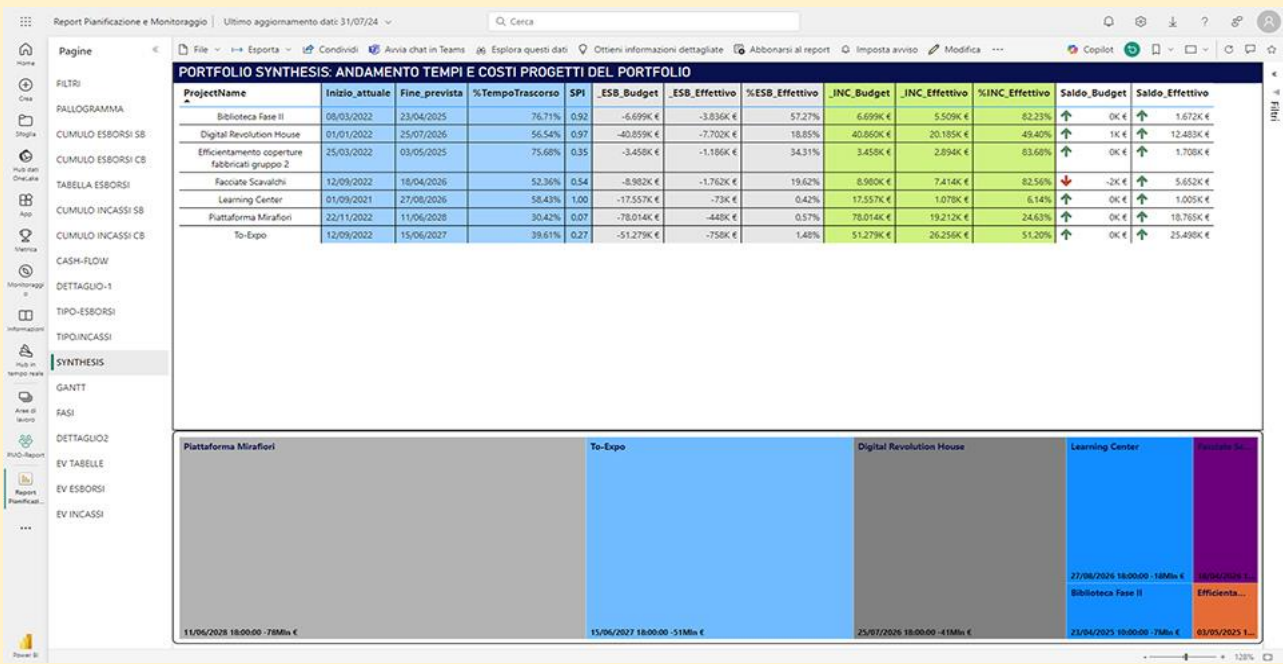 Report Pianificazione e Monitoraggio | Ultimo aggiornamento dati: 31/07/24
Cerca
Home
Crea
Sfoglia
Hub dati OneLake
App
Metrica
Monitoraggio
Informazioni
Hub in tempo reale
Aree di lavoro
PMO-Report
Report Pianificazi...
Power BI
Pagine
FILTRI
PALLOGRAMMA
CUMULO ESBORSI SB
CUMULO ESBORSI CB
TABELLA ESBORSI
CUMULO INCASSI SB
CUMULO INCASSI CB
CASH-FLOW
DETTAGLIO-1
TIPO-ESBORSI
TIPO.INCASSI
SYNTHESIS
GANTT
FASI
DETTAGLIO2
EV TABELLE
EV ESBORSI
EV INCASSI
File Esporta Condividi Avvia chat in Teams Esplora questi dati Ottieni informazioni dettagliate Abbonarsi al report Imposta avviso Modifica ... Copilot
PORTFOLIO SYNTHESIS: ANDAMENTO TEMPI E COSTI PROGETTI DEL PORTFOLIO
ProjectName Inizio_attuale Fine_prevista %TempoTrascorso SPI _ESB_Budget _ESB_Effettivo %ESB_Effettivo _INC_Budget _INC_Effettivo %INC_Effettivo Saldo_Budget Saldo_Effettivo
Biblioteca Fase II 08/03/2022 23/04/2025 76.71% 0.92 -6.699K € -3.836K € 57.27% 6.699K € 5.509K € 82.23% 0K € 1.672K €
Digital Revolution House 01/01/2022 25/07/2026 56.54% 0.97 -40.859K € -7.702K € 18.85% 40.860K € 20.185K € 49.40% 1K € 12.483K €
Efficientamento coperture fabbricati gruppo 2 25/03/2022 03/05/2025 75.68% 0.35 -3.458K € -1.186K € 34.31% 3.458K € 2.894K € 83.68% 0K € 1.708K €
Facciate Scavalchi 12/09/2022 18/04/2026 52.36% 0.54 -8.982K € -1.762K € 19.62% 8.980K € 7.414K € 82.56% -2K € 5.652K €
Learning Center 01/09/2021 27/08/2026 58.43% 1.00 -17.557K € -73K € 0.42% 17.557K € 1.078K € 6.14% 0K € 1.005K €
Piattaforma Mirafiori 22/11/2022 11/06/2028 30.42% 0.07 -78.014K € -448K € 0.57% 78.014K € 19.212K € 24.63% 0K € 18.765K €
To-Expo 12/09/2022 15/06/2027 39.61% 0.27 -51.279K € -758K € 1.48% 51.279K € 26.256K € 51.20% 0K € 25.498K €
Filtri
Piattaforma Mirafiori
11/06/2028 18:00:00 -78Mln €
To-Expo
15/06/2027 18:00:00 -51Mln €
Digital Revolution House
25/07/2026 18:00:00 -41Mln €
Learning Center
27/08/2026 18:00:00 -18Mln €
Biblioteca Fase II
23/04/2025 10:00:00 -7Mln €
Efficienta...
03/05/2025 1...
128%